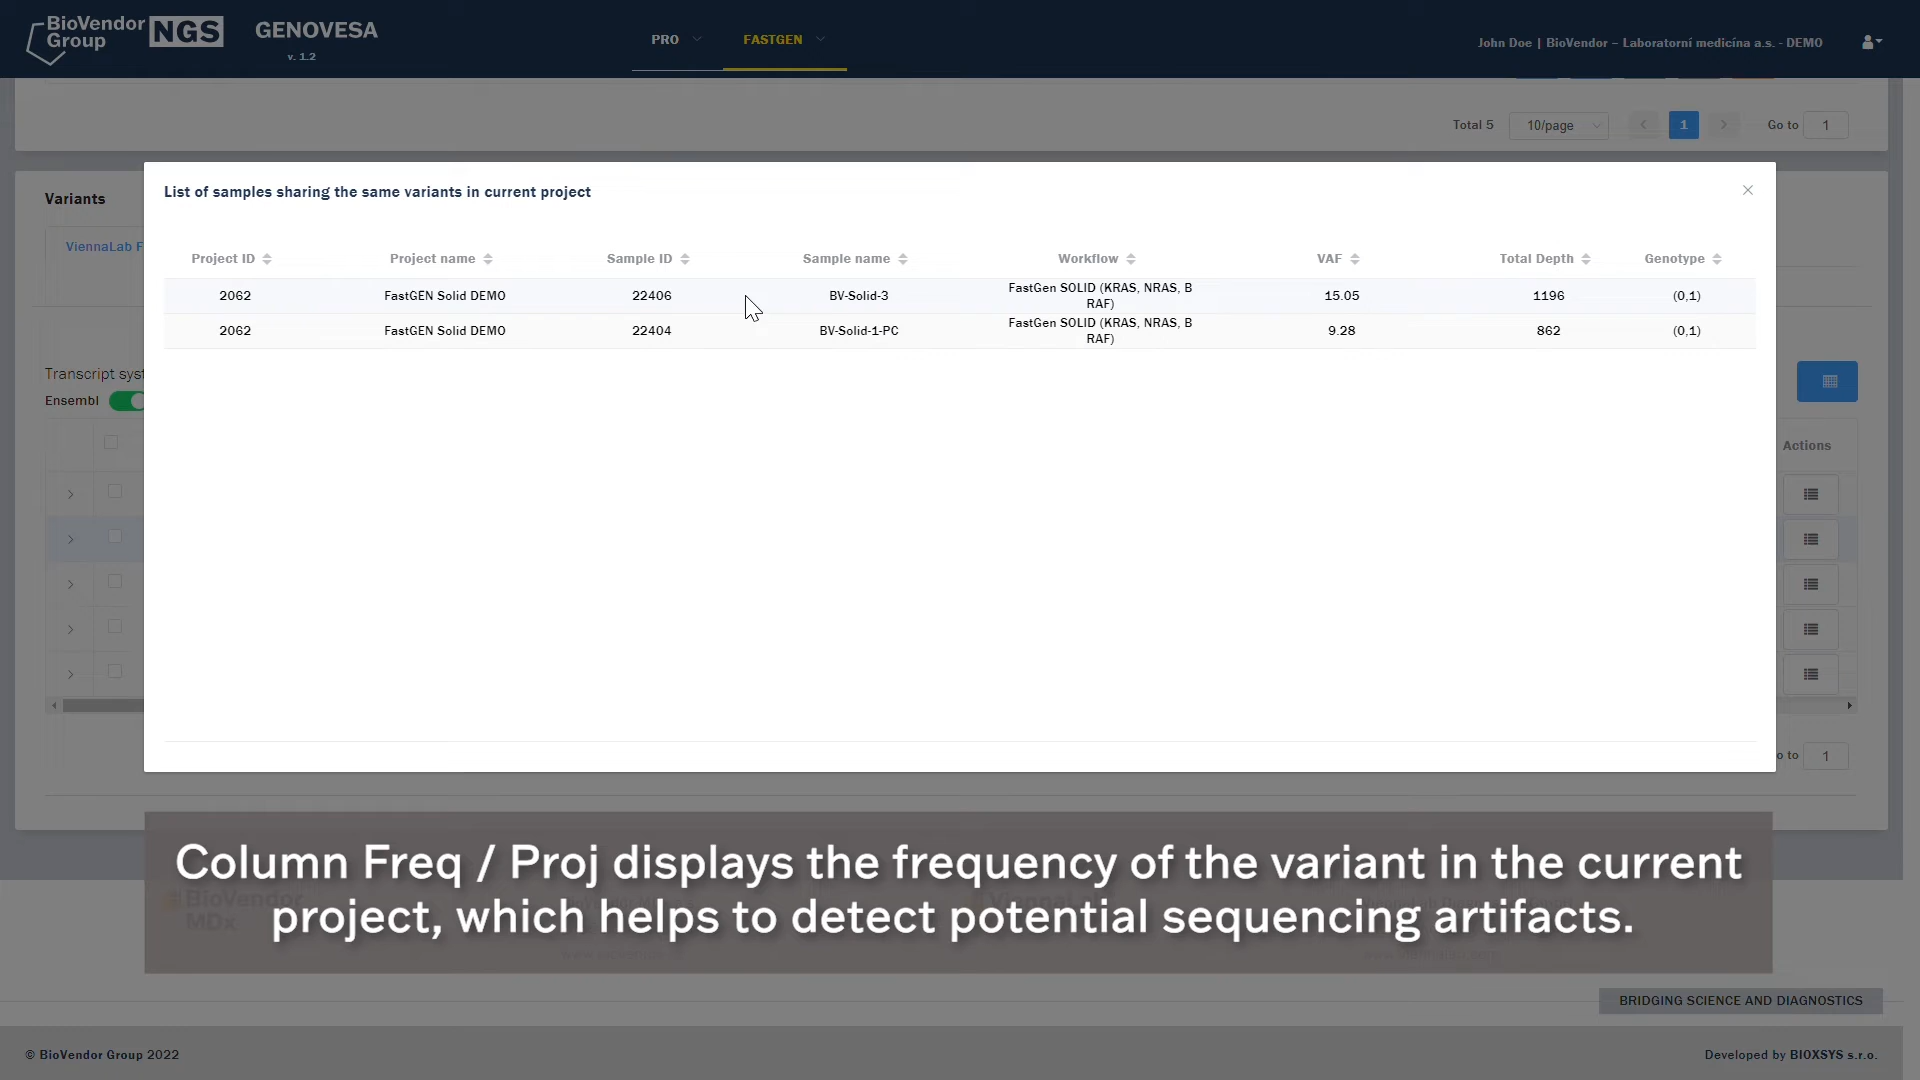 BioVendor
Group
NGS
GENOVESA
v. 1.2
PRO
FASTGEN
John Doe | BioVendor – Laboratorní medicína a.s. - DEMO
Total 5
10/page
1
Go to
1
Variants
ViennaLab F
Transcript syst
Ensembl
Actions
List of samples sharing the same variants in current project
Project ID Project name Sample ID Sample name Workflow VAF Total Depth Genotype
2062 FastGEN Solid DEMO 22406 BV-Solid-3 FastGen SOLID (KRAS, NRAS, B
RAF) 15.05 1196 (0,1)
2062 FastGEN Solid DEMO 22404 BV-Solid-1-PC FastGen SOLID (KRAS, NRAS, B
RAF) 9.28 862 (0,1)
o to
1
Column Freq / Proj displays the frequency of the variant in the current
project, which helps to detect potential sequencing artifacts.
BioVendor
MDx
BRIDGING SCIENCE AND DIAGNOSTICS
© BioVendor Group 2022
Developed by BIOXSYS s.r.o.